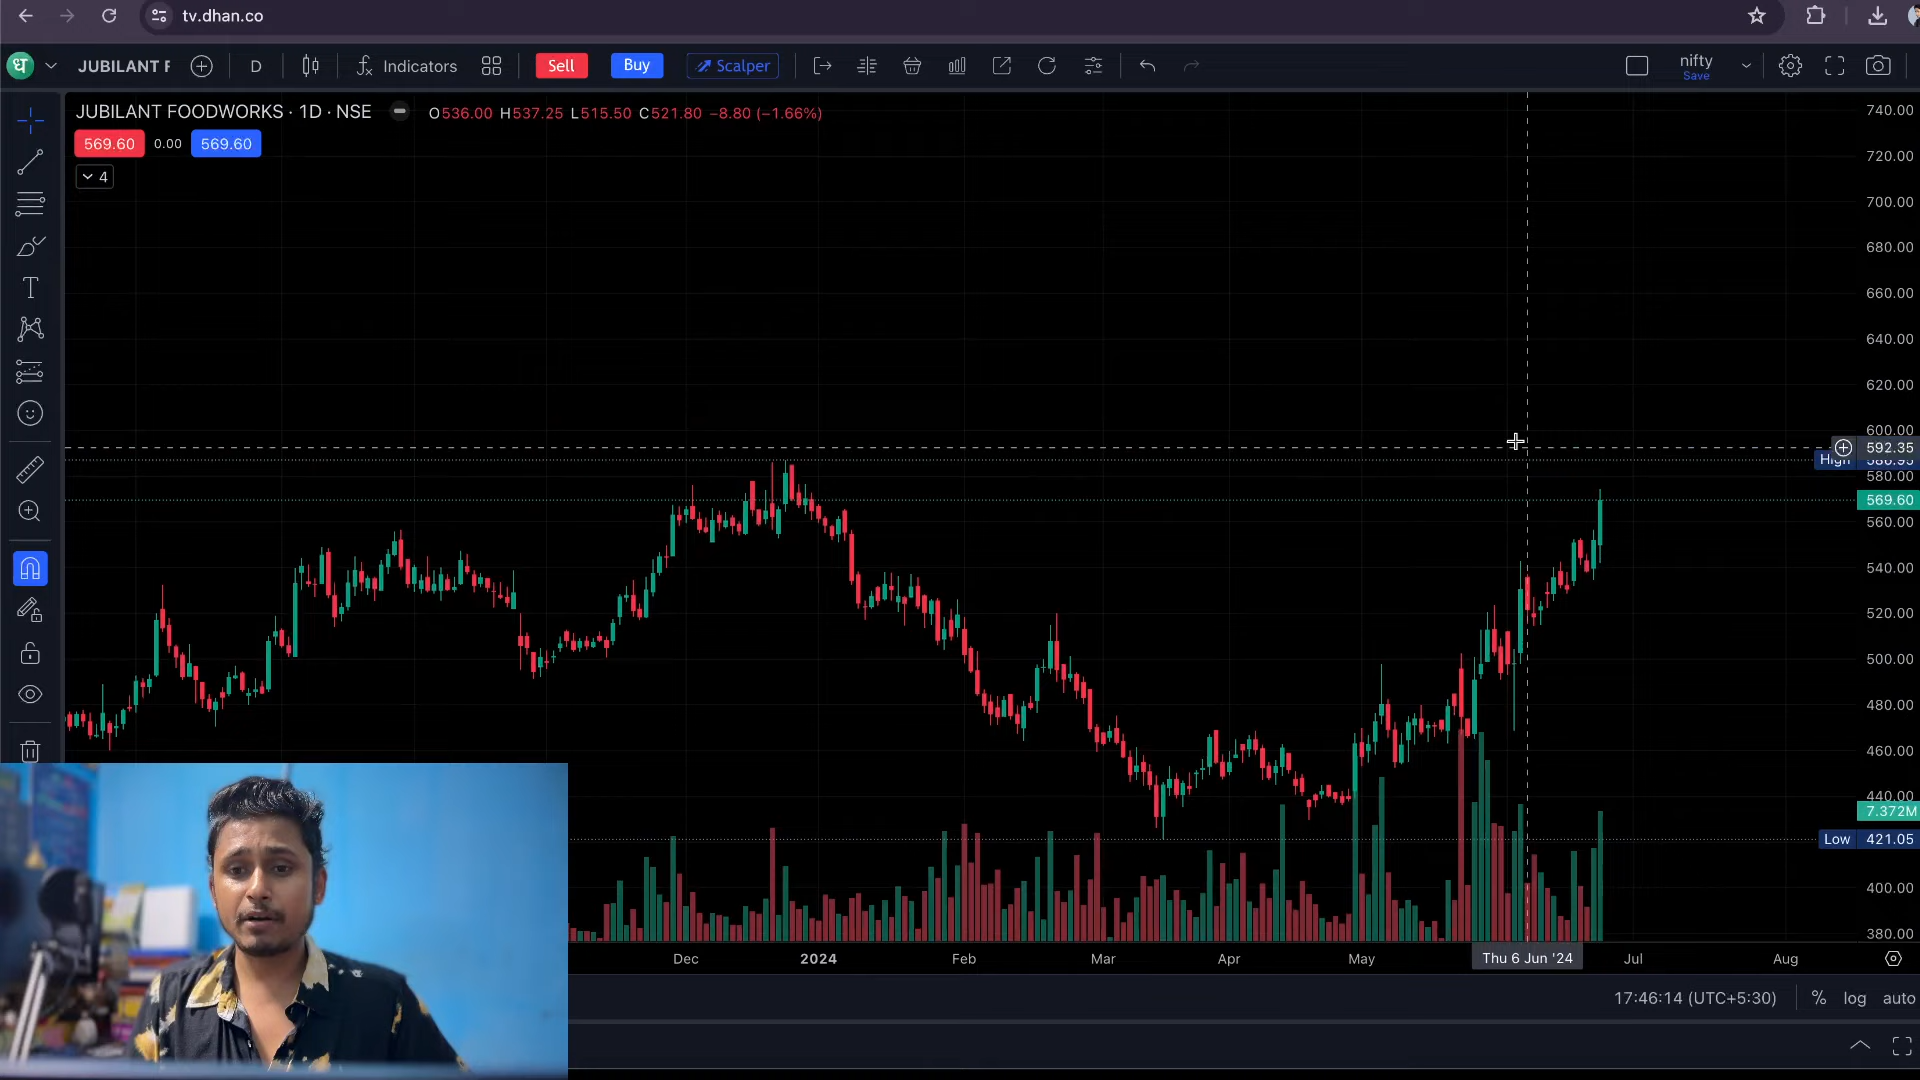 tv.dhan.co
ध JUBILANT F D Indicators Sell Buy Scalper nifty
Save
JUBILANT FOODWORKS · 1D · NSE O536.00 H537.25 L515.50 C521.80 −8.80 (−1.66%)
569.60 0.00 569.60
4
740.00
720.00
700.00
680.00
660.00
640.00
620.00
600.00
592.35
High 586.95
580.00
569.60
560.00
540.00
520.00
500.00
480.00
460.00
440.00
7.372M
Low 421.05
400.00
380.00
Dec 2024 Feb Mar Apr May Thu 6 Jun '24 Jul Aug
17:46:14 (UTC+5:30) % log auto